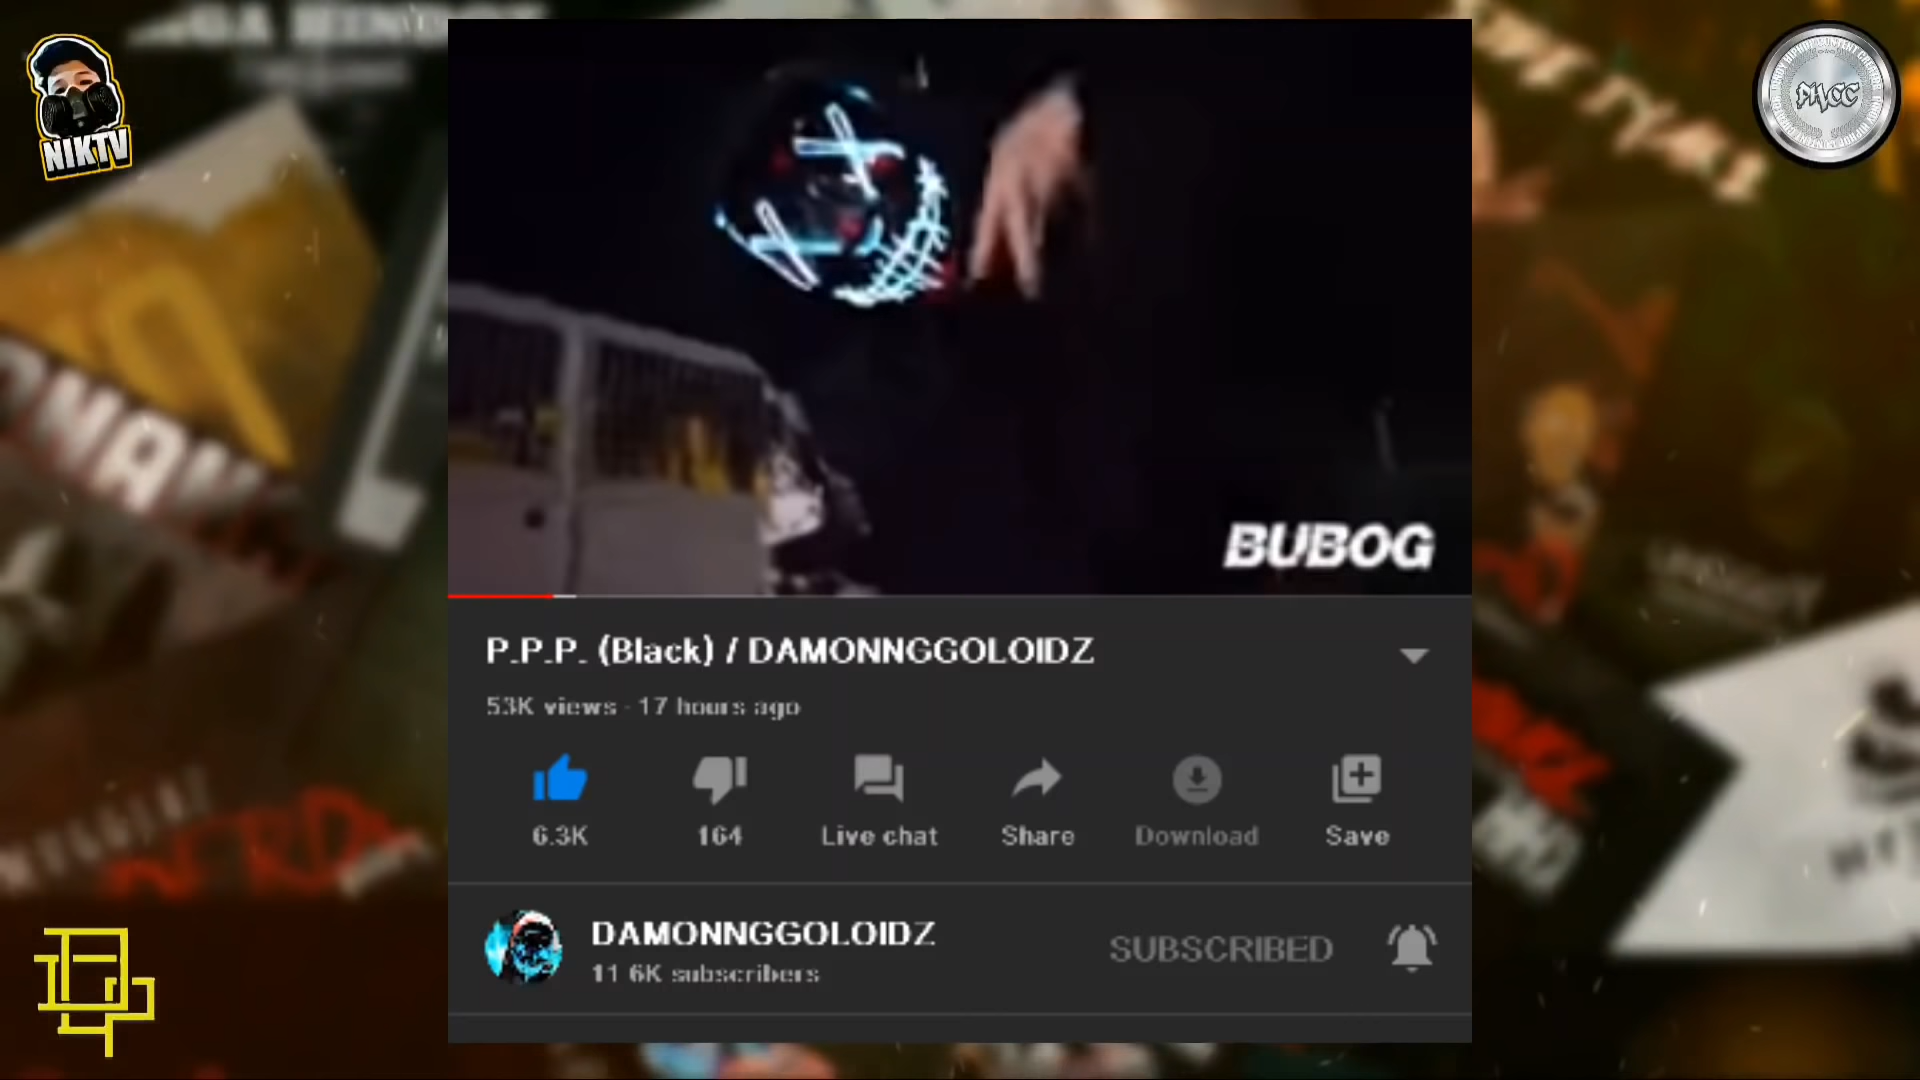 NIKTV
FHCC
BUBOG
P.P.P. (Black) / DAMONNGGOLOIDZ
53K views · 17 hours ago
6.3K
164
Live chat
Share
Download
Save
DAMONNGGOLOIDZ
11.6K subscribers
SUBSCRIBED